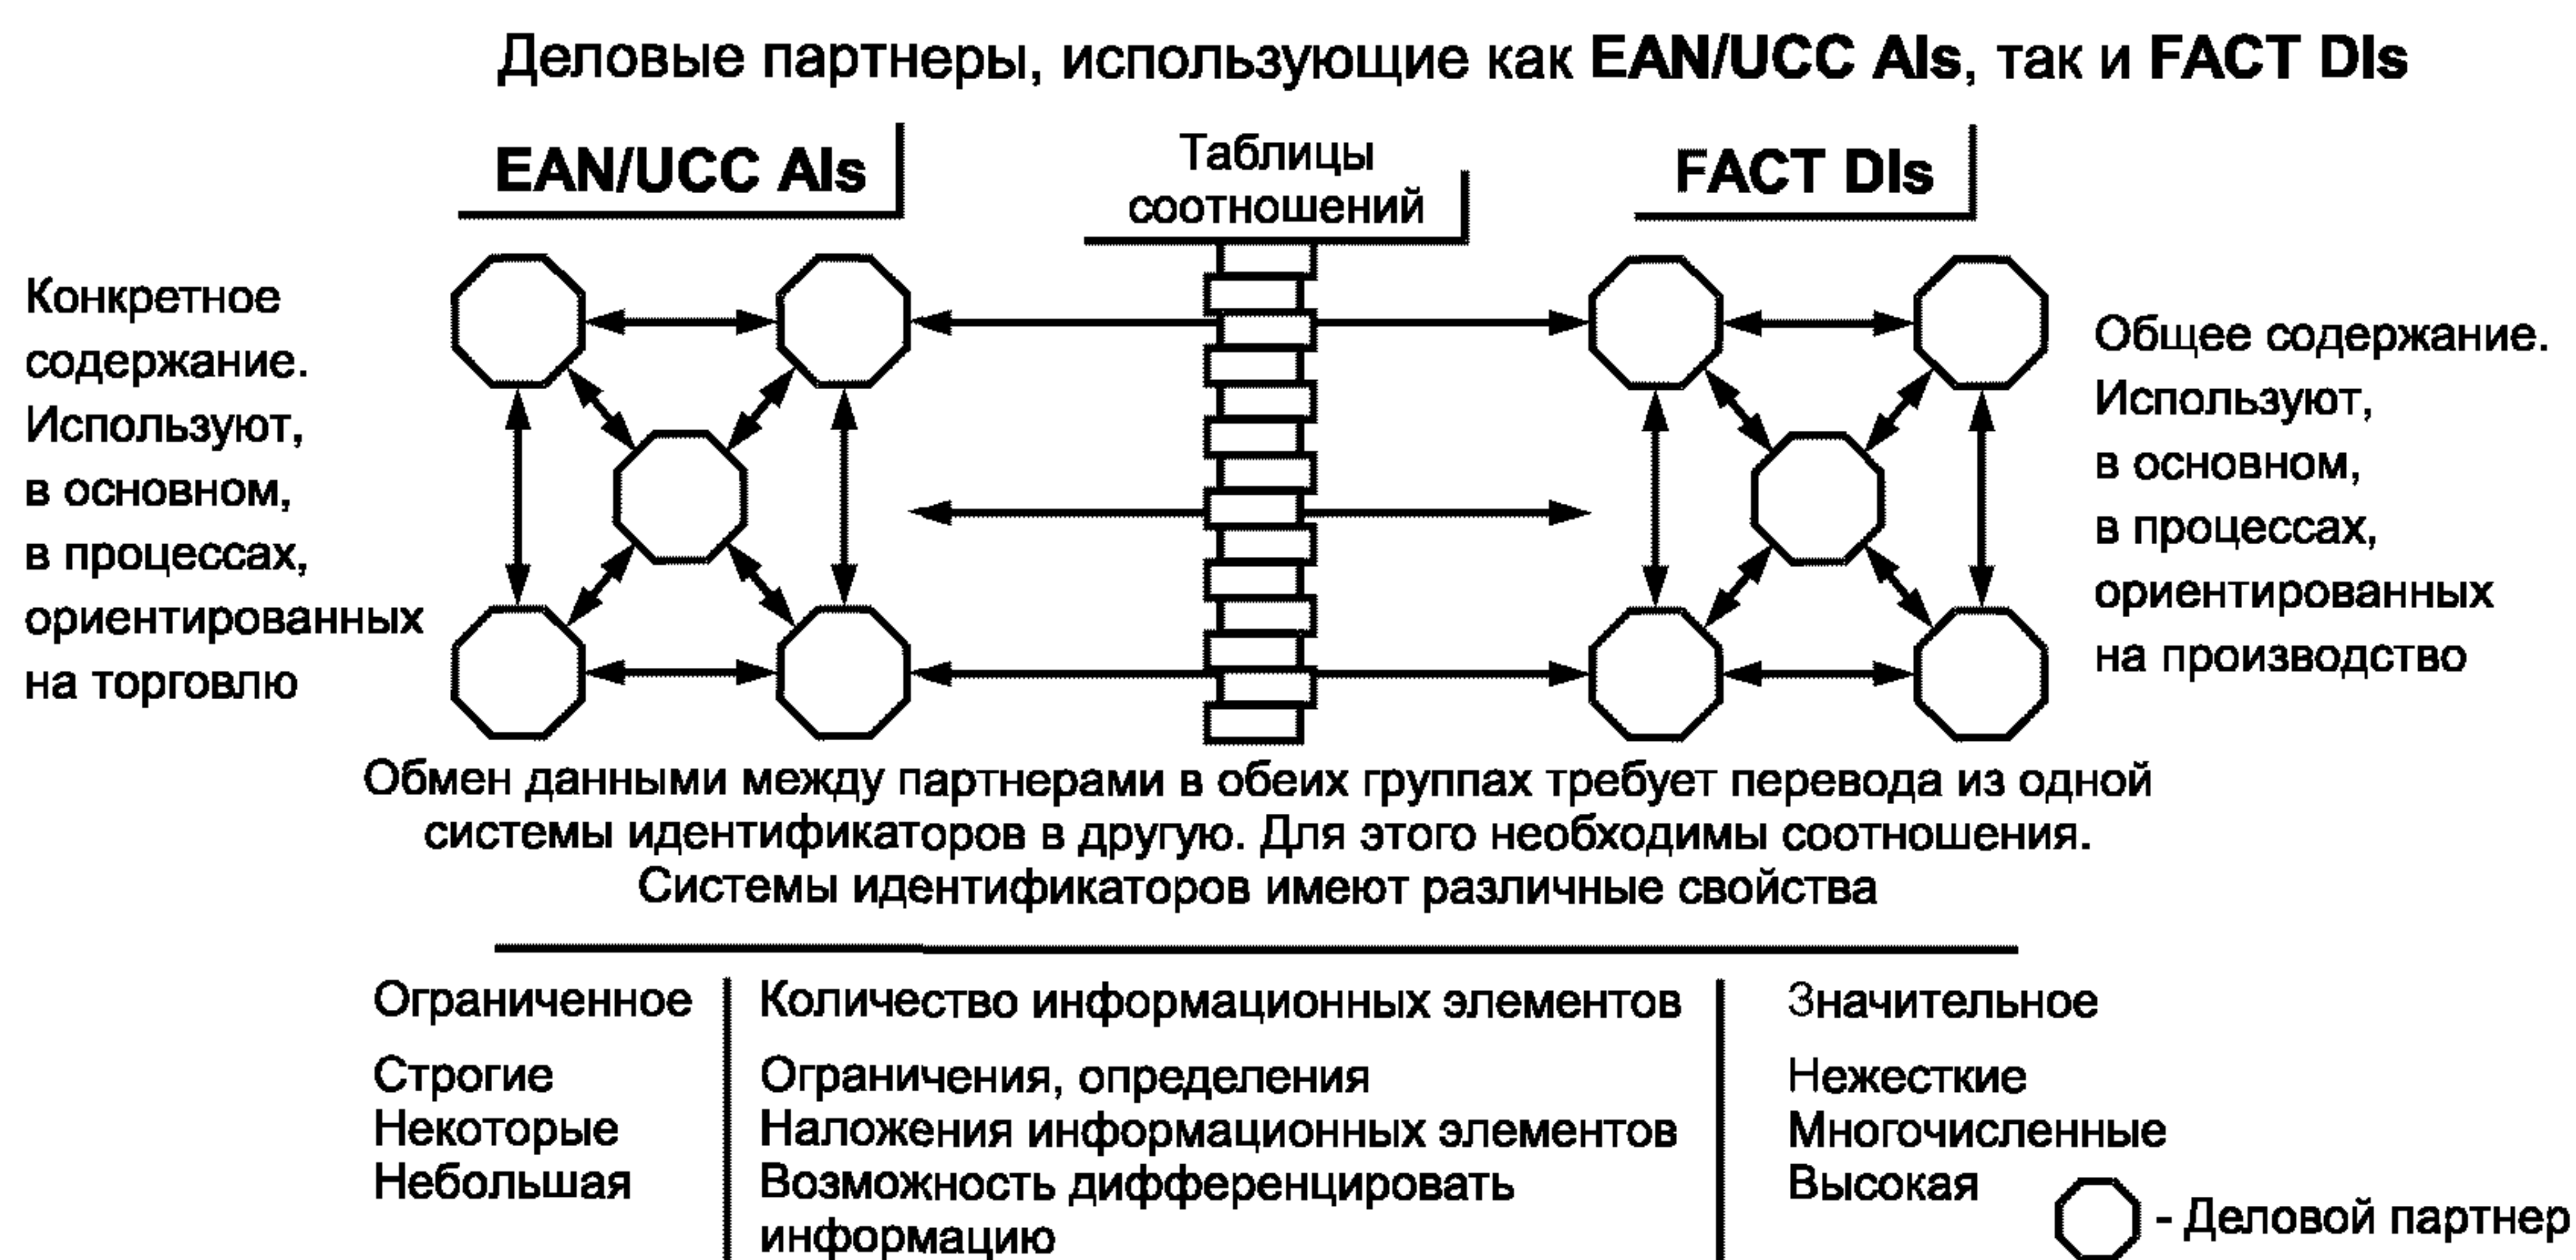 Деловые партнеры, использующие как EAN/UCC AIs, так и FACT DIs
EAN/UCC AIs
Таблицы
соотношений
FACT DIs
Конкретное
содержание.
Используют,
в основном,
в процессах,
ориентированных
на торговлю
Общее содержание.
Используют,
в основном,
в процессах,
ориентированных
на производство
Обмен данными между партнерами в обеих группах требует перевода из одной
системы идентификаторов в другую. Для этого необходимы соотношения.
Системы идентификаторов имеют различные свойства
Ограниченное Количество информационных элементов Значительное
Строгие Ограничения, определения Нежесткие
Некоторые Наложения информационных элементов Многочисленные
Небольшая Возможность дифференцировать Высокая
информацию
- Деловой партнер